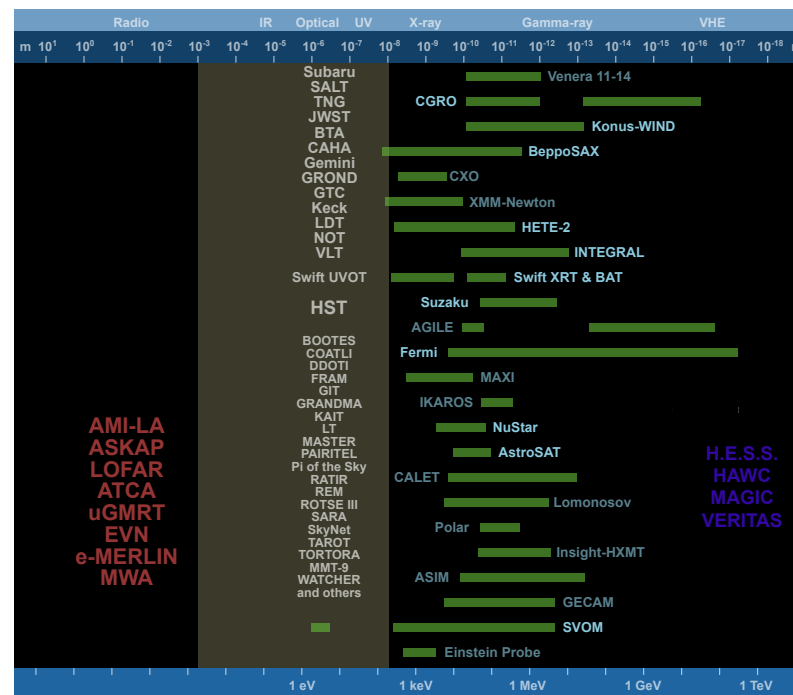 Radio IR Optical UV X-ray Gamma-ray VHE
m 10¹ 10⁰ 10⁻¹ 10⁻² 10⁻³ 10⁻⁴ 10⁻⁵ 10⁻⁶ 10⁻⁷ 10⁻⁸ 10⁻⁹ 10⁻¹⁰ 10⁻¹¹ 10⁻¹² 10⁻¹³ 10⁻¹⁴ 10⁻¹⁵ 10⁻¹⁶ 10⁻¹⁷ 10⁻¹⁸
Subaru
SALT
TNG
JWST
BTA
CAHA
Gemini
GROND
GTC
Keck
LDT
NOT
VLT
Swift UVOT
HST
BOOTES
COATLI
DDOTI
FRAM
GIT
GRANDMA
KAIT
LT
MASTER
PAIRITEL
Pi of the Sky
RATIR
REM
ROTSE III
SARA
SkyNet
TAROT
TORTORA
MMT-9
WATCHER
and others
AMI-LA
ASKAP
LOFAR
ATCA
uGMRT
EVN
e-MERLIN
MWA
Venera 11-14
CGRO
Konus-WIND
BeppoSAX
CXO
XMM-Newton
HETE-2
INTEGRAL
Swift XRT & BAT
Suzaku
AGILE
Fermi
MAXI
IKAROS
NuStar
AstroSAT
CALET
Lomonosov
Polar
Insight-HXMT
ASIM
GECAM
SVOM
Einstein Probe
H.E.S.S.
HAWC
MAGIC
VERITAS
1 eV 1 keV 1 MeV 1 GeV 1 TeV